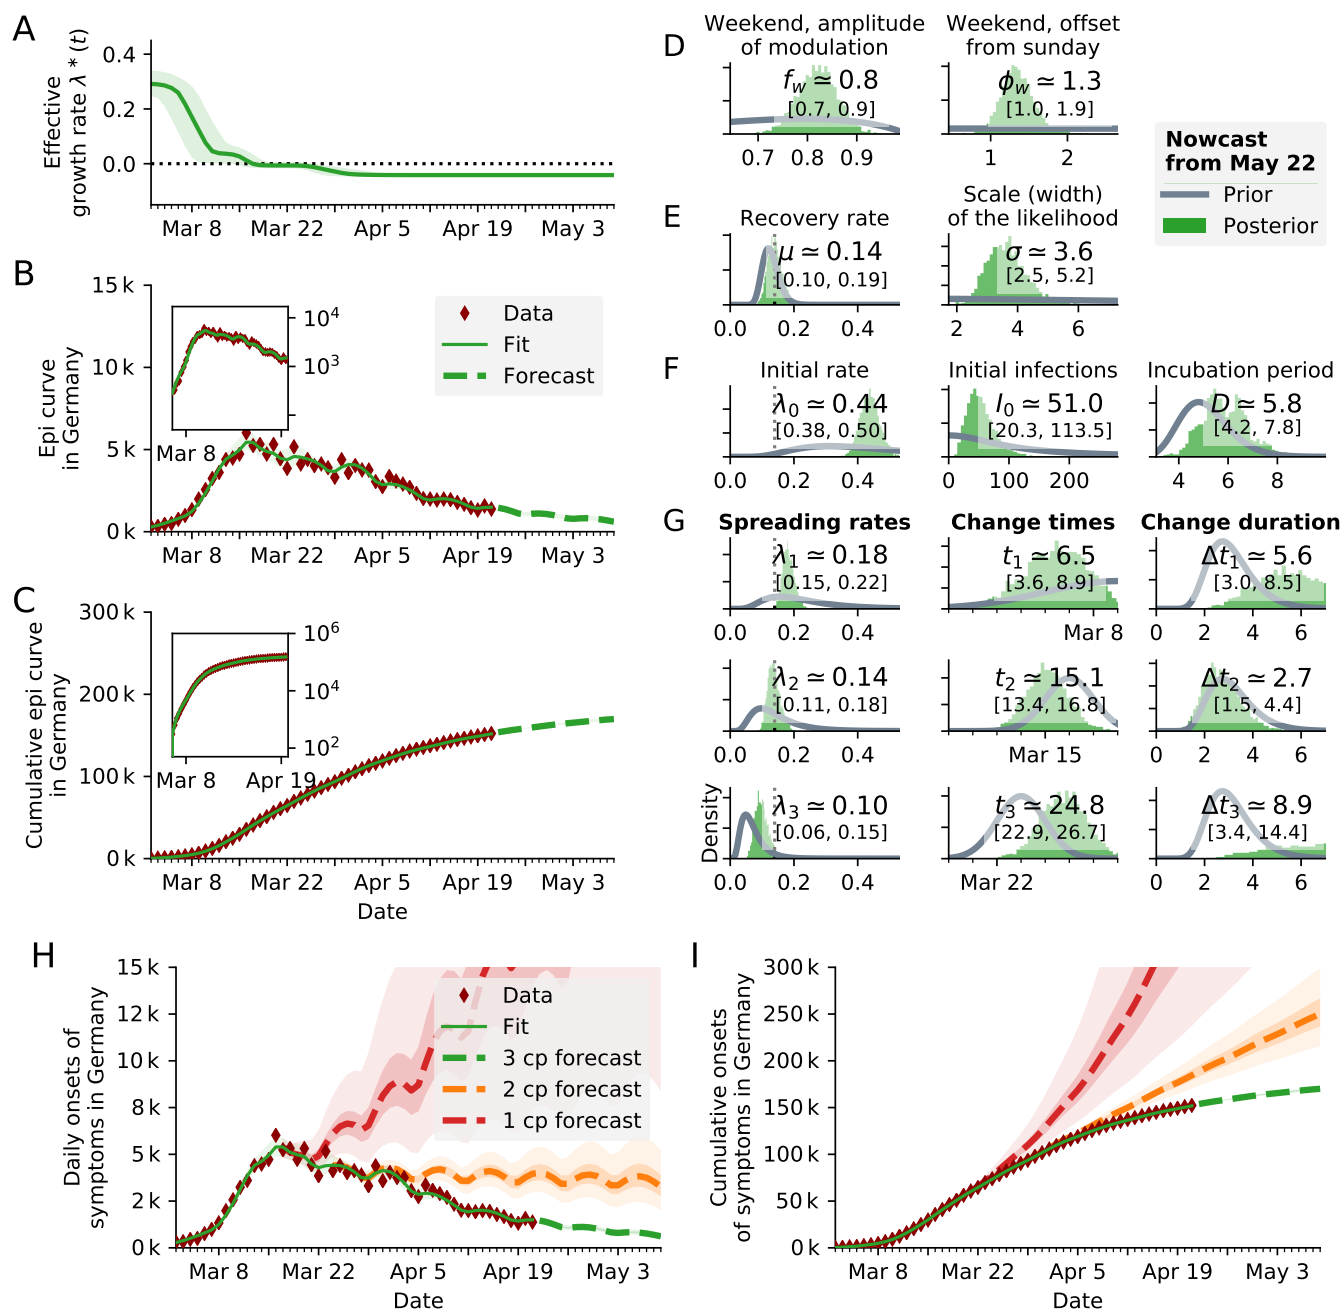 A
Effective
growth rate λ*(t)
0.4
0.2
0.0
Mar 8
Mar 22
Apr 5
Apr 19
May 3
B
Epi curve
in Germany
15 k
10 k
5 k
0 k
10⁴
10³
Mar 8
Data
Fit
Forecast
Mar 8
Mar 22
Apr 5
Apr 19
May 3
C
Cumulative epi curve
in Germany
300 k
200 k
100 k
0 k
10⁶
10⁴
10²
Mar 8
Apr 19
Mar 8
Mar 22
Apr 5
Apr 19
May 3
Date
D
Weekend, amplitude
of modulation
f_w ≃ 0.8
[0.7, 0.9]
0.7
0.8
0.9
Weekend, offset
from sunday
ϕ_w ≃ 1.3
[1.0, 1.9]
1
2
Nowcast
from May 22
Prior
Posterior
E
Recovery rate
μ ≃ 0.14
[0.10, 0.19]
0.0
0.2
0.4
Scale (width)
of the likelihood
σ ≃ 3.6
[2.5, 5.2]
2
4
6
F
Initial rate
λ₀ ≃ 0.44
[0.38, 0.50]
0.0
0.2
0.4
Initial infections
I₀ ≃ 51.0
[20.3, 113.5]
0
100
200
Incubation period
D ≃ 5.8
[4.2, 7.8]
4
6
8
G
Spreading rates
Change times
Change duration
λ₁ ≃ 0.18
[0.15, 0.22]
0.0
0.2
0.4
t₁ ≃ 6.5
[3.6, 8.9]
Mar 8
Δt₁ ≃ 5.6
[3.0, 8.5]
0
2
4
6
λ₂ ≃ 0.14
[0.11, 0.18]
0.0
0.2
0.4
t₂ ≃ 15.1
[13.4, 16.8]
Mar 15
Δt₂ ≃ 2.7
[1.5, 4.4]
0
2
4
6
Density
λ₃ ≃ 0.10
[0.06, 0.15]
0.0
0.2
0.4
t₃ ≃ 24.8
[22.9, 26.7]
Mar 22
Δt₃ ≃ 8.9
[3.4, 14.4]
0
2
4
6
H
Daily onsets of
symptoms in Germany
15 k
12 k
10 k
8 k
5 k
2 k
0 k
Data
Fit
3 cp forecast
2 cp forecast
1 cp forecast
Mar 8
Mar 22
Apr 5
Apr 19
May 3
Date
I
Cumulative onsets
of symptoms in Germany
300 k
250 k
200 k
150 k
100 k
50 k
0 k
Mar 8
Mar 22
Apr 5
Apr 19
May 3
Date